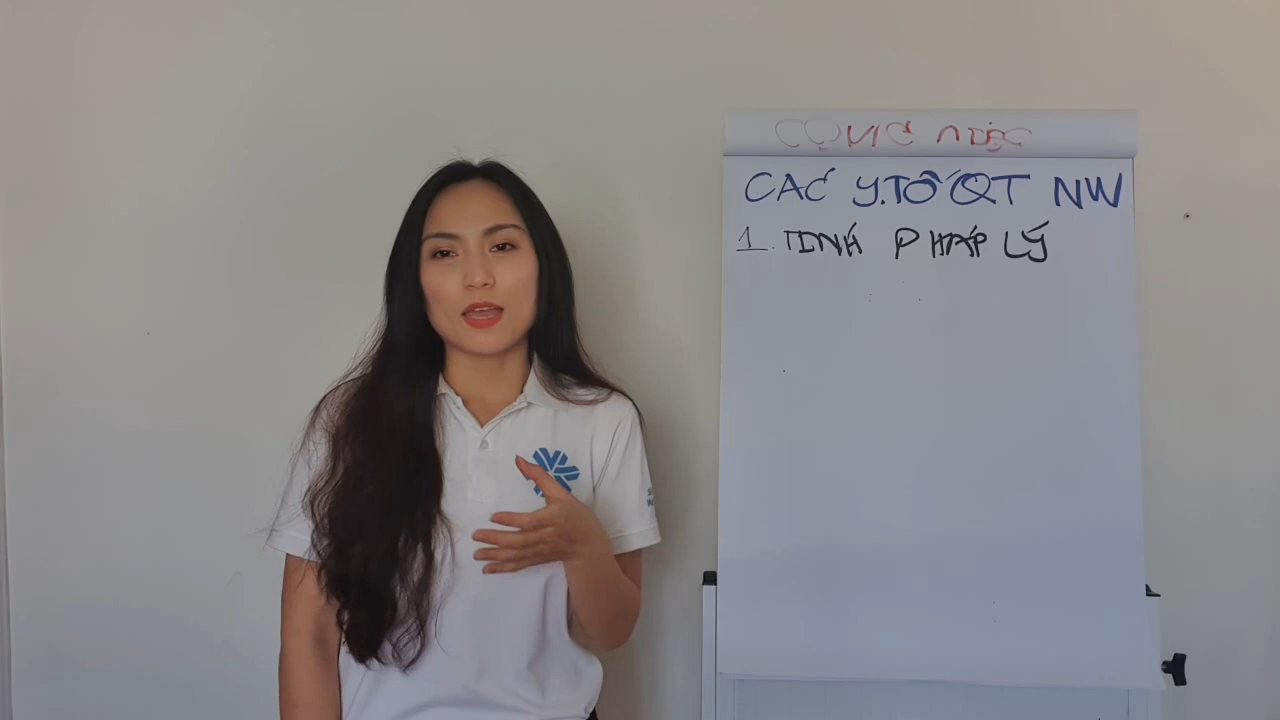 CÁC Y.TỐ QT NW
1. TÍNH PHÁP LÝ